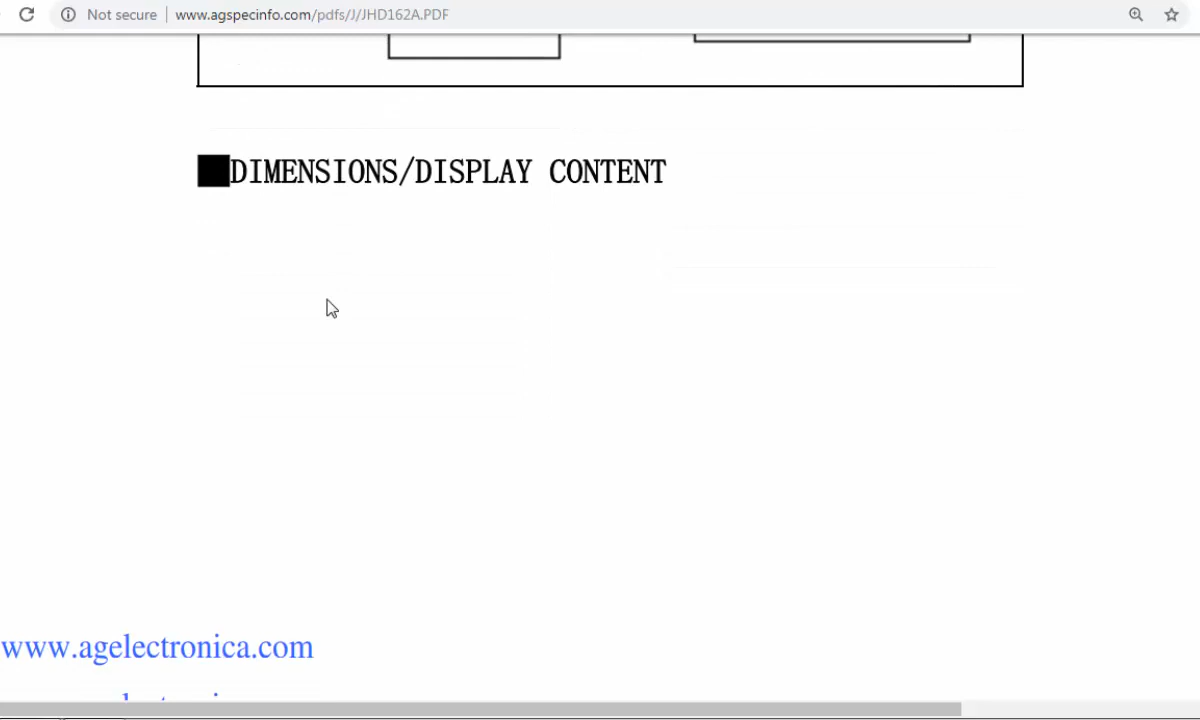 Not secure www.agspecinfo.com/pdfs/J/JHD162A.PDF
DIMENSIONS/DISPLAY CONTENT
www.agelectronica.com